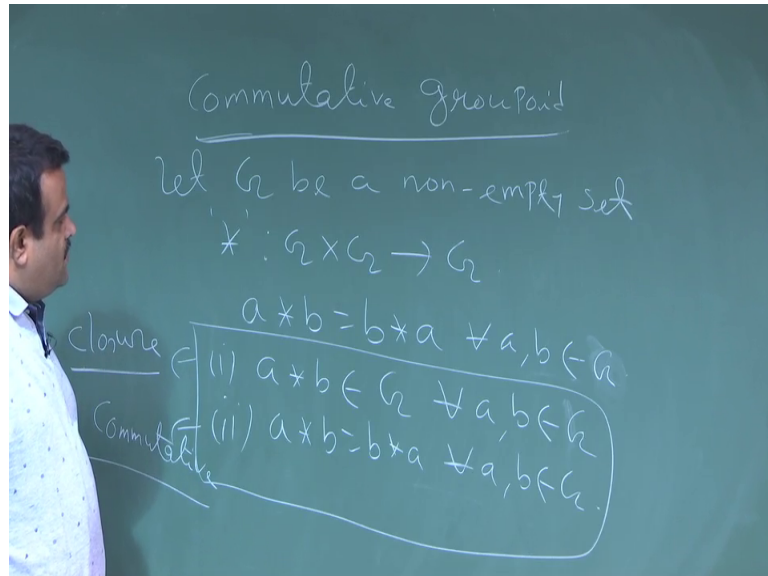 Commutative groupoid
Let G be a non-empty set
'*' : G × G → G.
a * b = b * a ∀ a, b ∈ G
closure ← (i) a * b ∈ G ∀ a, b ∈ G
Commutative ← (ii) a * b = b * a ∀ a, b ∈ G.